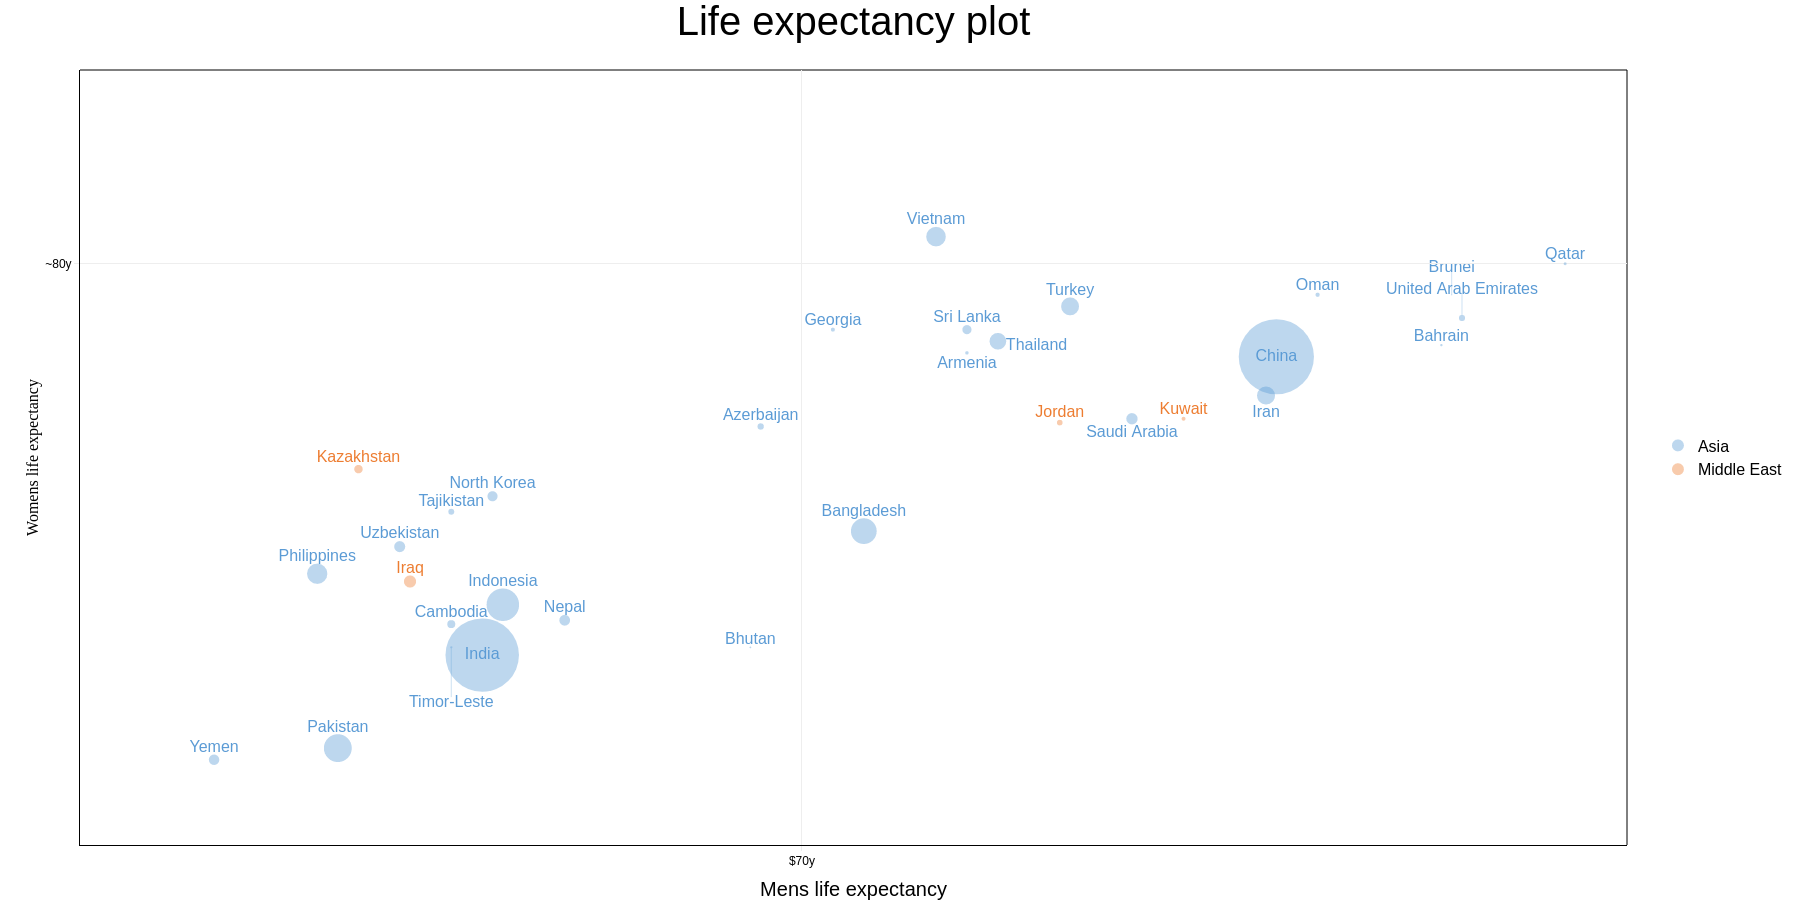 Life expectancy plot
Vietnam
Qatar
~80y
Brunei
Oman
United Arab Emirates
Turkey
Sri Lanka
Georgia
Bahrain
Thailand
China
Armenia
Kuwait
Jordan
Iran
Azerbaijan
Saudi Arabia
Asia
Kazakhstan
Middle East
Womens life expectancy
North Korea
Tajikistan
Bangladesh
Uzbekistan
Philippines
Iraq
Indonesia
Nepal
Cambodia
Bhutan
India
Timor-Leste
Pakistan
Yemen
$70y
Mens life expectancy